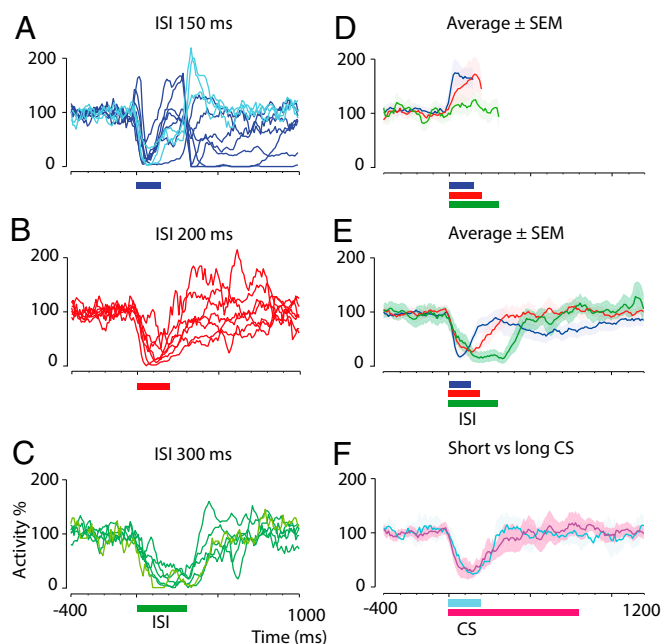 A
ISI 150 ms
200
100
0
B
ISI 200 ms
200
100
0
C
ISI 300 ms
200
100
0
Activity %
-400
1000
ISI
Time (ms)
D
Average ± SEM
200
100
0
E
Average ± SEM
200
100
0
ISI
F
Short vs long CS
200
100
0
-400
1200
CS